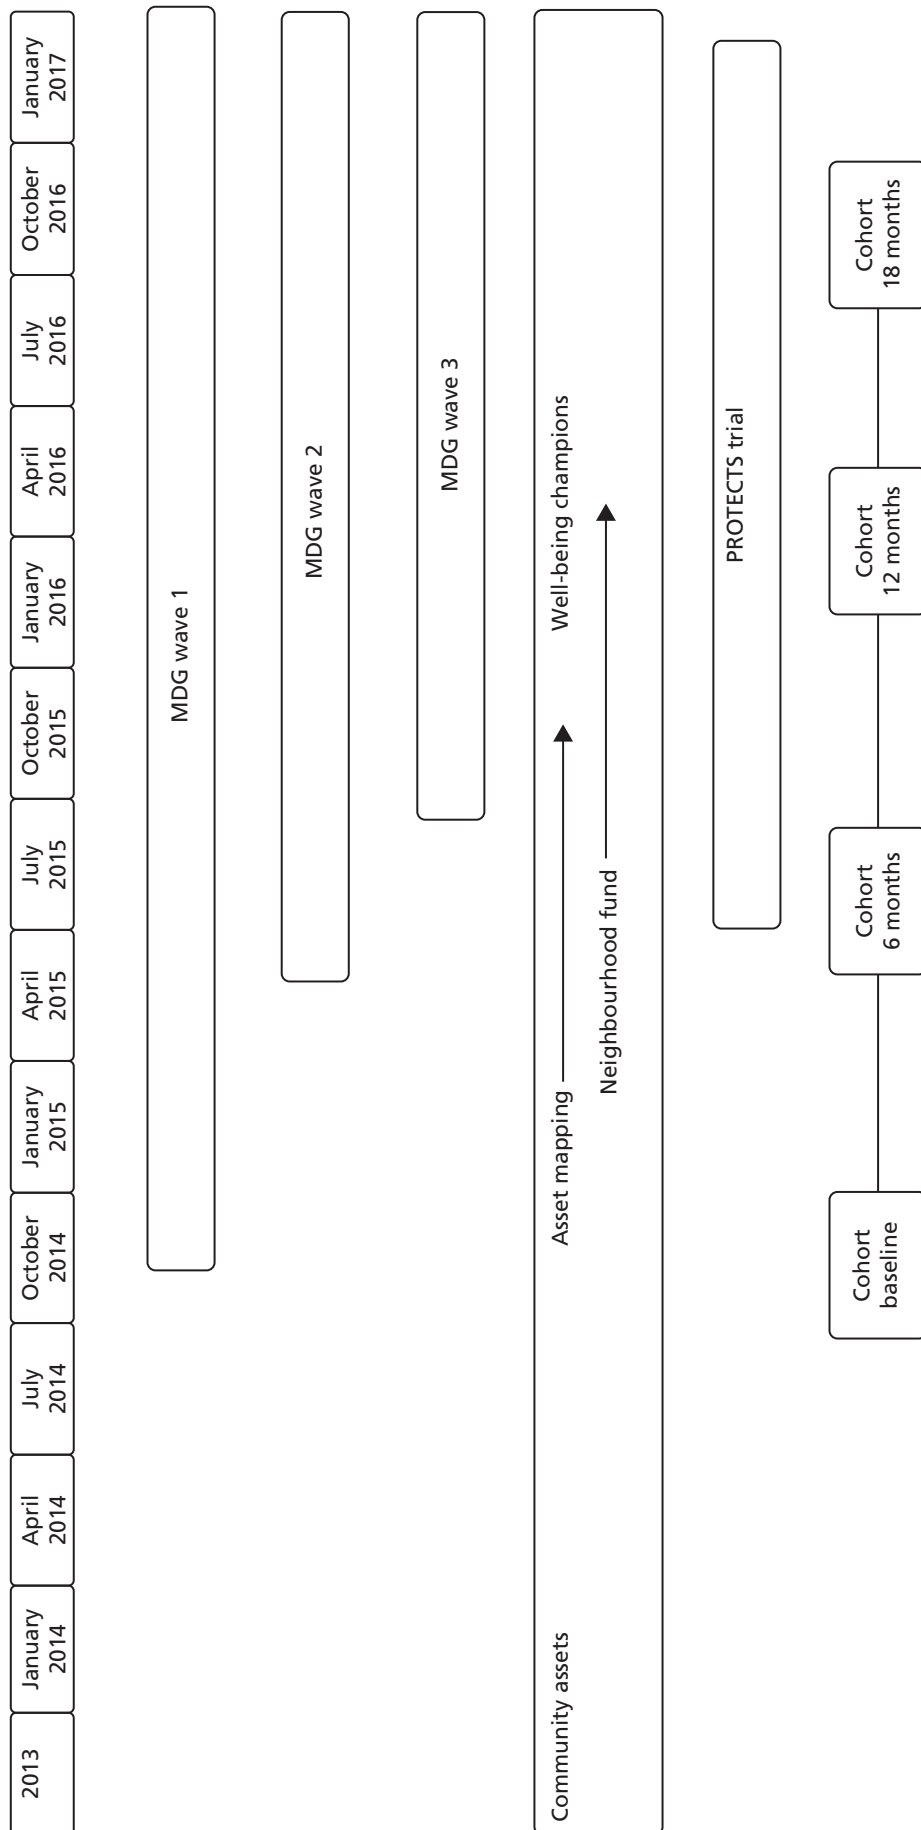 2013
January
2014
April
2014
July
2014
October
2014
January
2015
April
2015
July
2015
October
2015
January
2016
April
2016
July
2016
October
2016
January
2017
MDG wave 1
MDG wave 2
MDG wave 3
Community assets
Asset mapping
Well-being champions
Neighbourhood fund
PROTECTS trial
Cohort
baseline
Cohort
6 months
Cohort
12 months
Cohort
18 months